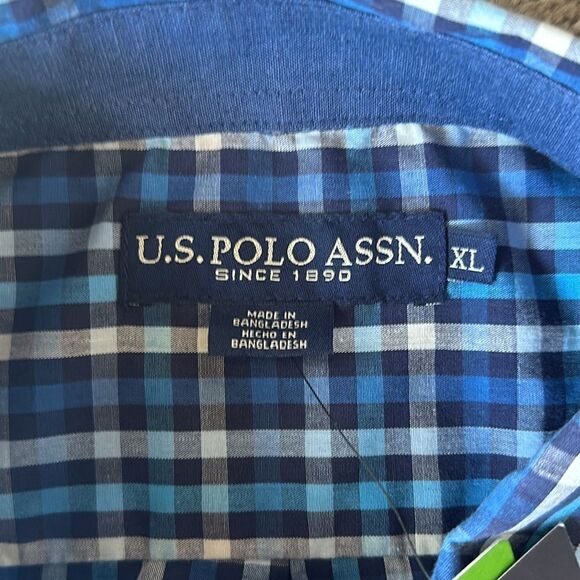 U.S. POLO ASSN.
SINCE 1890
XL
MADE IN
BANGLADESH
HECHO EN
BANGLADESH